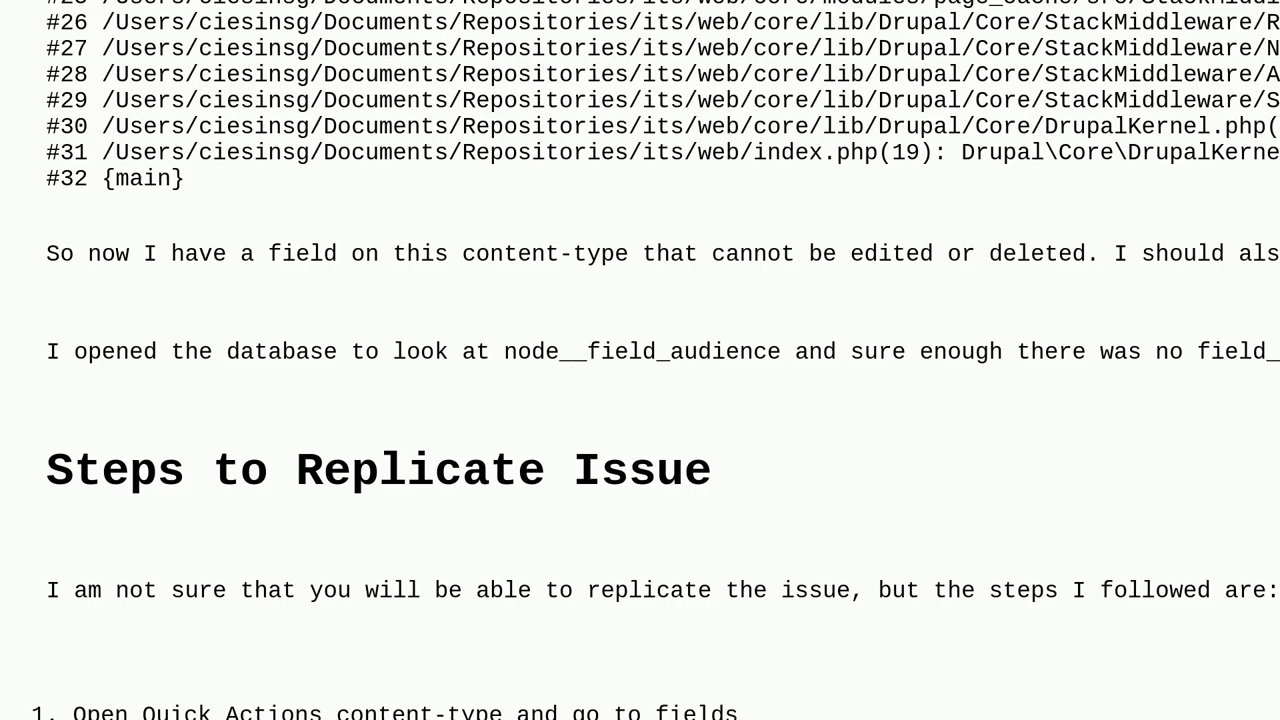 #26 /Users/ciesinsg/Documents/Repositories/its/web/core/lib/Drupal/Core/StackMiddleware/R
#27 /Users/ciesinsg/Documents/Repositories/its/web/core/lib/Drupal/Core/StackMiddleware/N
#28 /Users/ciesinsg/Documents/Repositories/its/web/core/lib/Drupal/Core/StackMiddleware/A
#29 /Users/ciesinsg/Documents/Repositories/its/web/core/lib/Drupal/Core/StackMiddleware/S
#30 /Users/ciesinsg/Documents/Repositories/its/web/core/lib/Drupal/Core/DrupalKernel.php(
#31 /Users/ciesinsg/Documents/Repositories/its/web/index.php(19): Drupal\Core\DrupalKerne
#32 {main}
So now I have a field on this content-type that cannot be edited or deleted. I should als
I opened the database to look at node__field_audience and sure enough there was no field_
Steps to Replicate Issue
I am not sure that you will be able to replicate the issue, but the steps I followed are:
1. Open Quick Actions content-type and go to fields